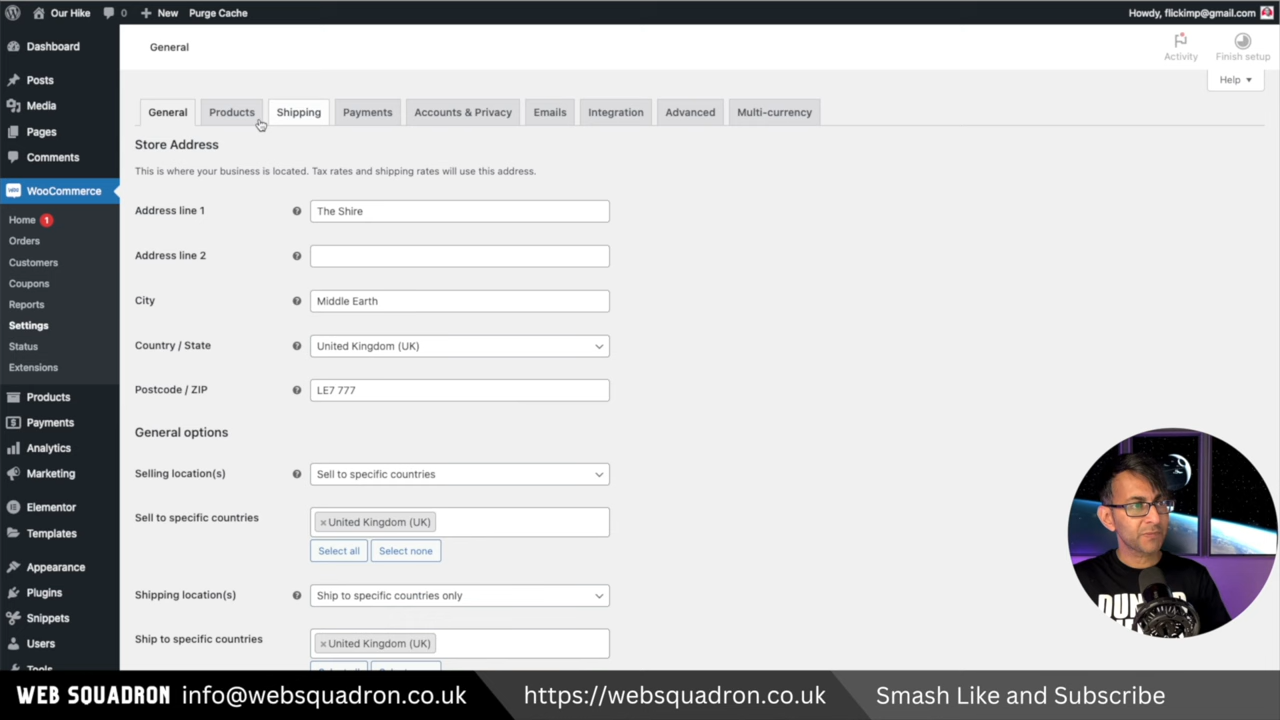 Our Hike
0
New
Purge Cache
Howdy, flickimp@gmail.com
Dashboard
Posts
Media
Pages
Comments
WooCommerce
Home 1
Orders
Customers
Coupons
Reports
Settings
Status
Extensions
Products
Payments
Analytics
Marketing
Elementor
Templates
Appearance
Plugins
Snippets
Users
Tools
General
Activity
Finish setup
Help
General Products Shipping Payments Accounts & Privacy Emails Integration Advanced Multi-currency
Store Address
This is where your business is located. Tax rates and shipping rates will use this address.
Address line 1 The Shire
Address line 2
City Middle Earth
Country / State United Kingdom (UK)
Postcode / ZIP LE7 777
General options
Selling location(s) Sell to specific countries
Sell to specific countries × United Kingdom (UK)
Select all Select none
Shipping location(s) Ship to specific countries only
Ship to specific countries × United Kingdom (UK)
WEB SQUADRON info@websquadron.co.uk https://websquadron.co.uk Smash Like and Subscribe